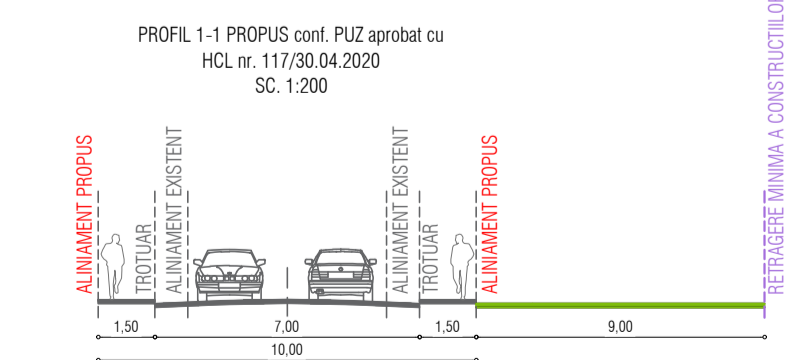 PROFIL 1-1 PROPUS conf. PUZ aprobat cu
HCL nr. 117/30.04.2020
SC. 1:200
ALINIAMENT PROPUS
TROTUAR
ALINIAMENT EXISTENT
ALINIAMENT EXISTENT
TROTUAR
ALINIAMENT PROPUS
RETRAGERE MINIMA A
1,50
7,00
1,50
9,00
10,00